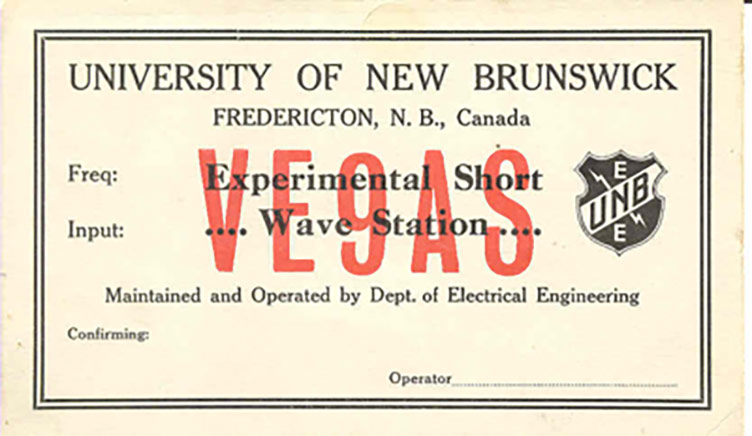 UNIVERSITY OF NEW BRUNSWICK
FREDERICTON, N. B., Canada
VE9AS
Freq:
Experimental Short
Input:
.... Wave Station ....
E
UNB
E
Maintained and Operated by Dept. of Electrical Engineering
Confirming:
Operator